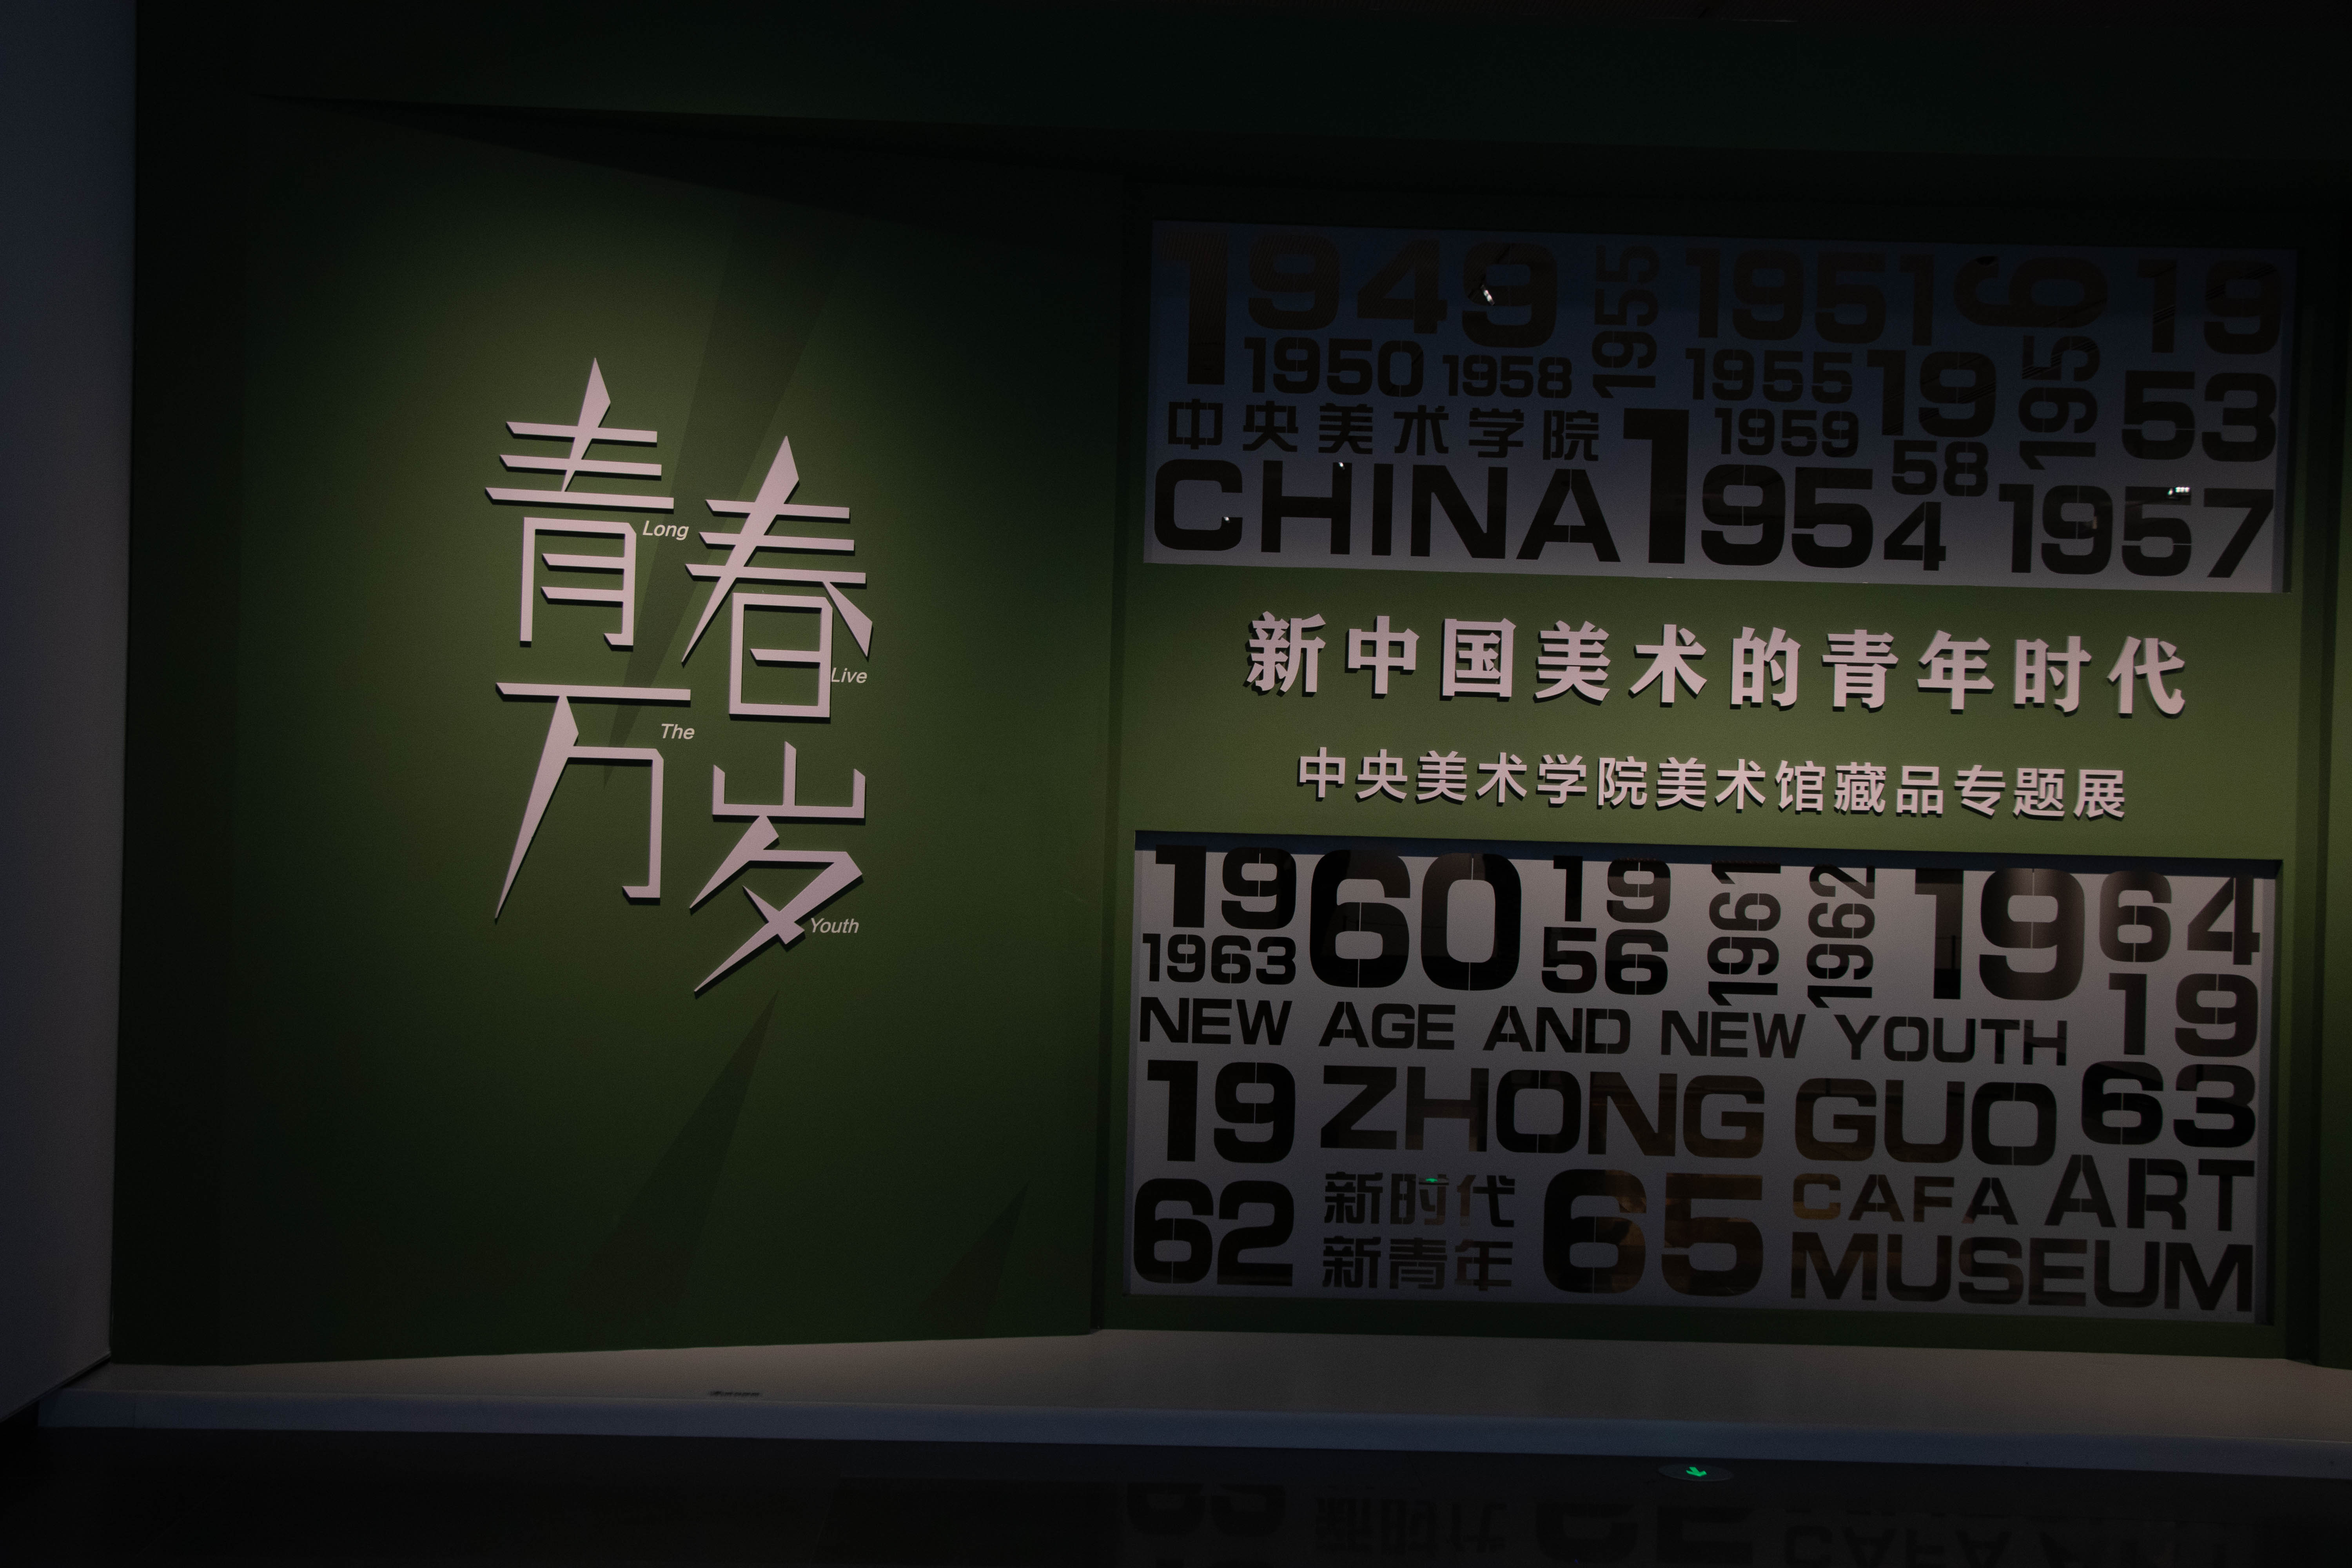 青春
万岁
Long
Live
The
Youth
1949 1955 1951 1956 19
1950 1958 1955 19 53
中央美术学院 1959 58
CHINA 1954 4 1957
新中国美术的青年时代
中央美术学院美术馆藏品专题展
19 60 19 1961 1962 1964
1963 56
NEW AGE AND NEW YOUTH 19
19 ZHONG GUO 63
62 新时代 65 CAFA ART
新青年 MUSEUM